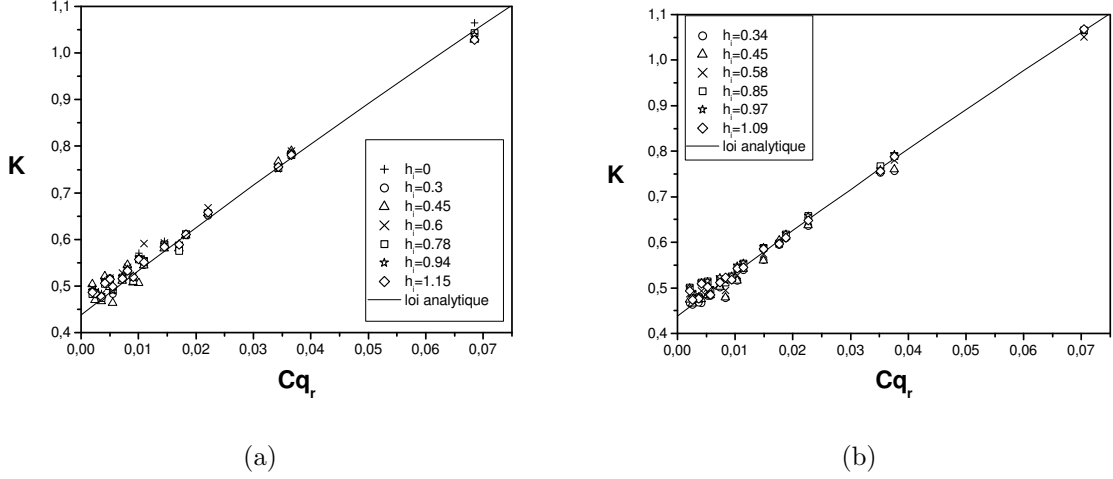 1,1
1,0
0,9
0,8
0,7
0,6
0,5
0,4
K
0,00 0,01 0,02 0,03 0,04 0,05 0,06 0,07
Cq_r
h_i=0
h_i=0.3
h_i=0.45
h_i=0.6
h_i=0.78
h_i=0.94
h_i=1.15
loi analytique
(a)
1,1
1,0
0,9
0,8
0,7
0,6
0,5
0,4
K
0,00 0,01 0,02 0,03 0,04 0,05 0,06 0,07
Cq_r
h_i=0.34
h_i=0.45
h_i=0.58
h_i=0.85
h_i=0.97
h_i=1.09
loi analytique
(b)